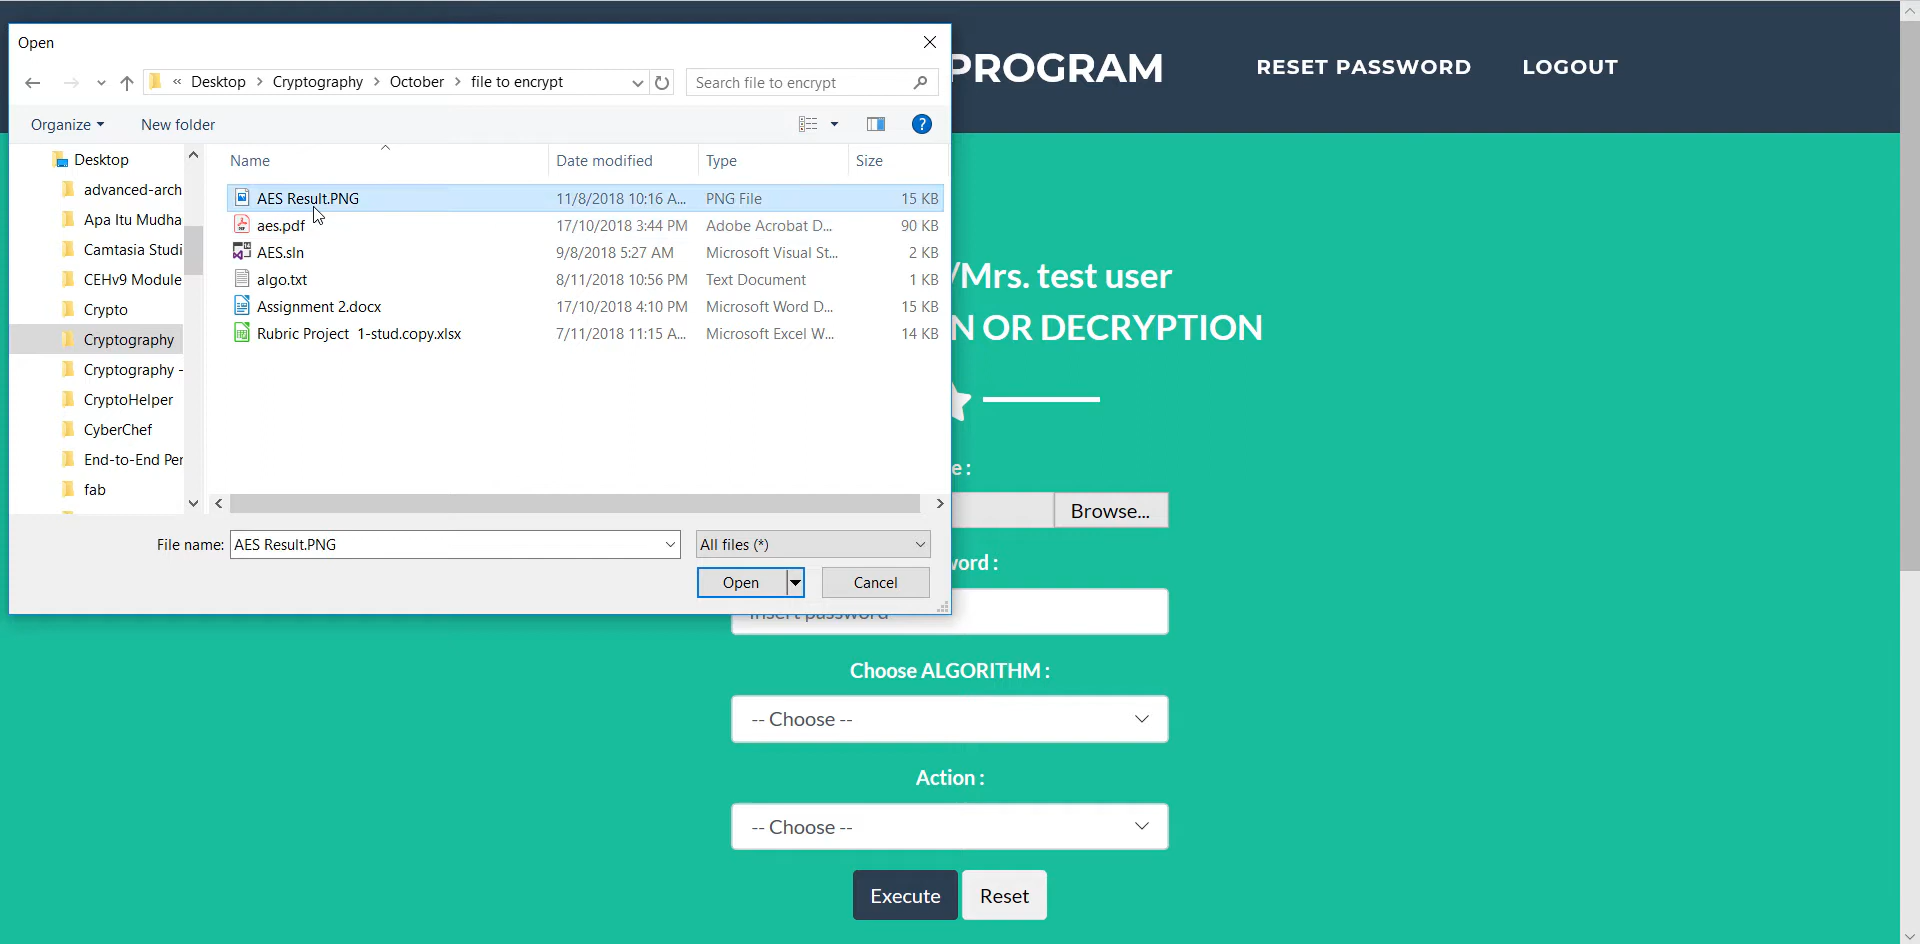 Open
« Desktop > Cryptography > October > file to encrypt
Search file to encrypt
Organize
New folder
?
Name
Date modified
Type
Size
Desktop
advanced-arch
Apa Itu Mudha
Camtasia Studi
CEHv9 Module
Crypto
Cryptography
Cryptography -
CryptoHelper
CyberChef
End-to-End Per
fab
AES Result.PNG 11/8/2018 10:16 A... PNG File 15 KB
aes.pdf 17/10/2018 3:44 PM Adobe Acrobat D... 90 KB
AES.sln 9/8/2018 5:27 AM Microsoft Visual St... 2 KB
algo.txt 8/11/2018 10:56 PM Text Document 1 KB
Assignment 2.docx 17/10/2018 4:10 PM Microsoft Word D... 15 KB
Rubric Project 1-stud.copy.xlsx 7/11/2018 11:15 A... Microsoft Excel W... 14 KB
File name: AES Result.PNG
All files (*)
Open
Cancel
PROGRAM
RESET PASSWORD
LOGOUT
/Mrs. test user
N OR DECRYPTION
e :
Browse...
word :
Insert password
Choose ALGORITHM :
-- Choose --
Action :
-- Choose --
Execute
Reset